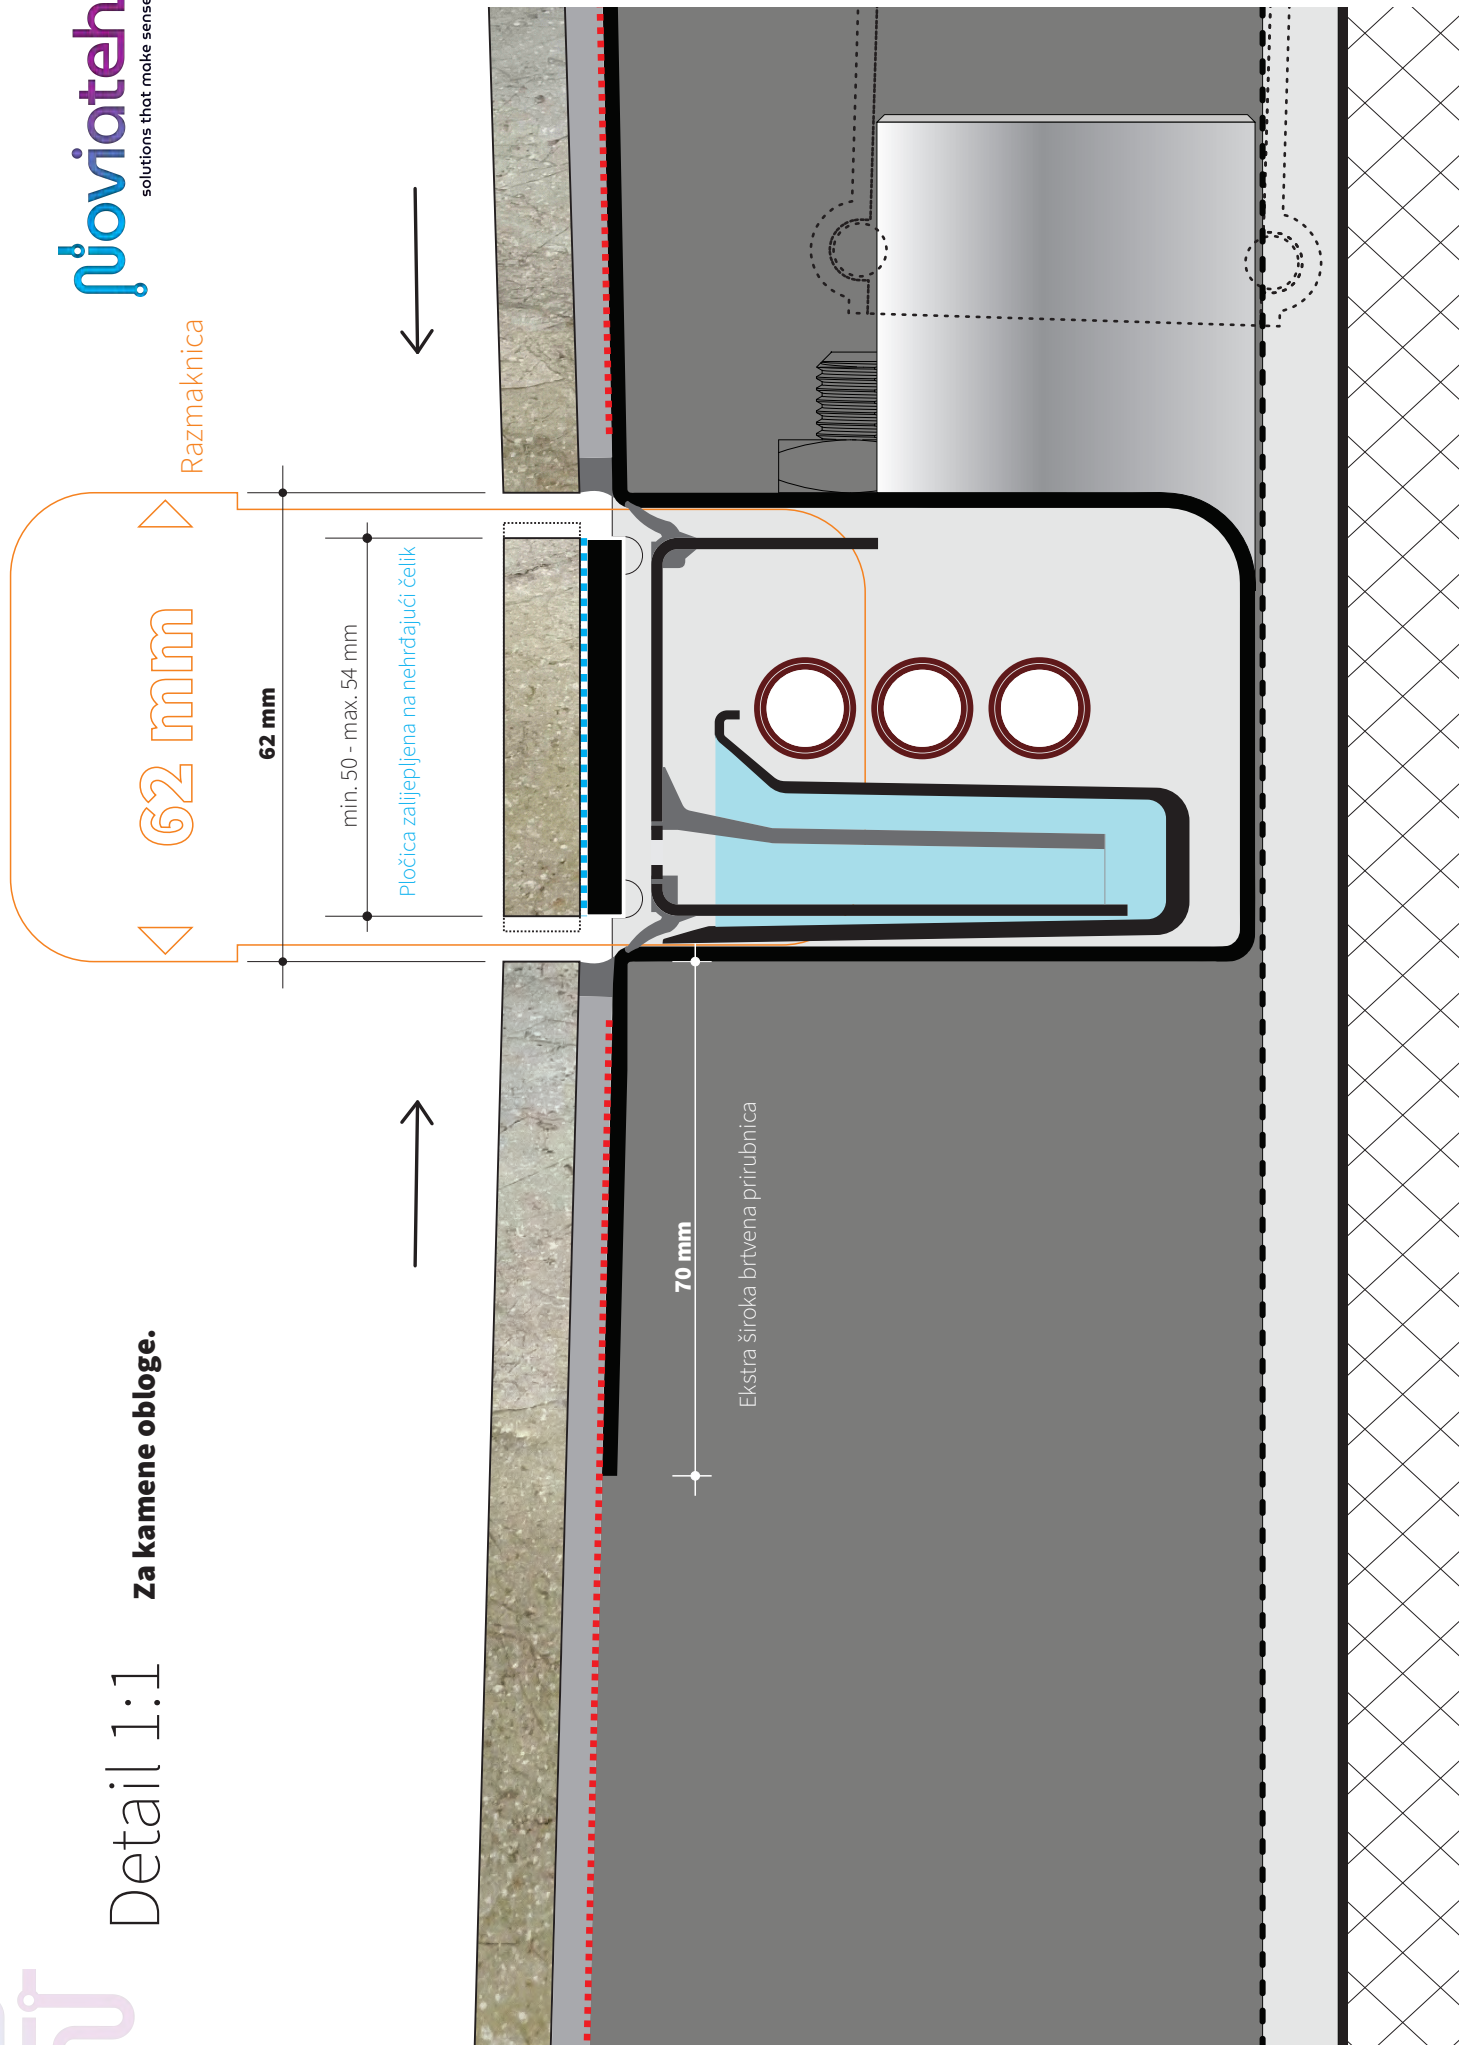 Noviateh
solutions that make sense
Detail 1:1
Za kamene obloge.
Razmaknica
62 mm
62 mm
min. 50 - max. 54 mm
Pločica zalijepljena na nehrđajući čelik
70 mm
Ekstra široka brtvena prirubnica